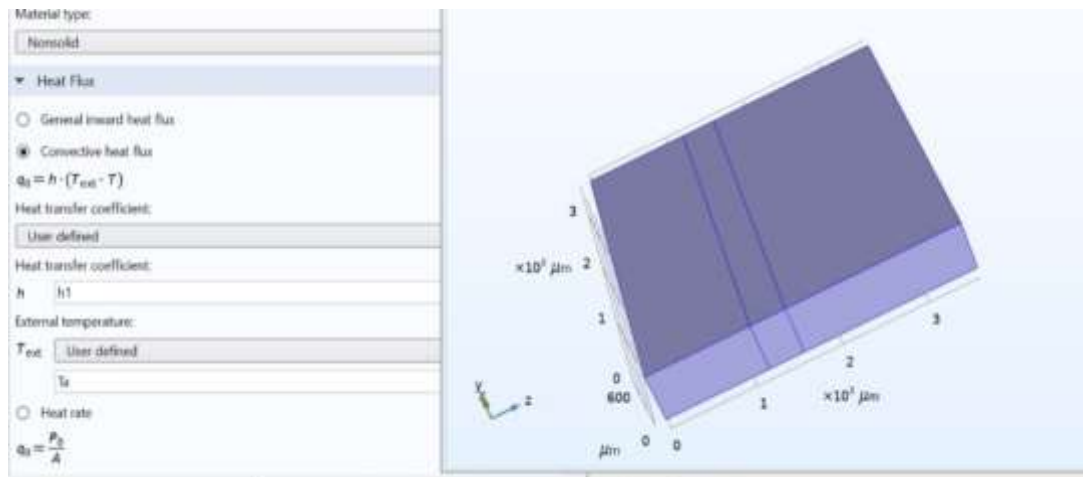 Material type:
Nonsolid
Heat Flux
General inward heat flux
Convective heat flux
q₀ = h · (Text - T)
Heat transfer coefficient:
User defined
Heat transfer coefficient:
h h1
External temperature:
Text User defined
Ta
Heat rate
q₀ = P₀/A
3
×10³ μm 2
1
0
600
μm 0 0
1
2
×10³ μm
3
y z